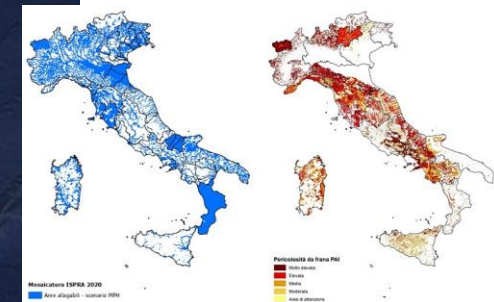 Mosaicatura ISPRA 2020
Aree allagabili - scenario MPH
Pericolosità da frana PAI
Molto elevata
Elevata
Media
Moderata
Aree di attenzione